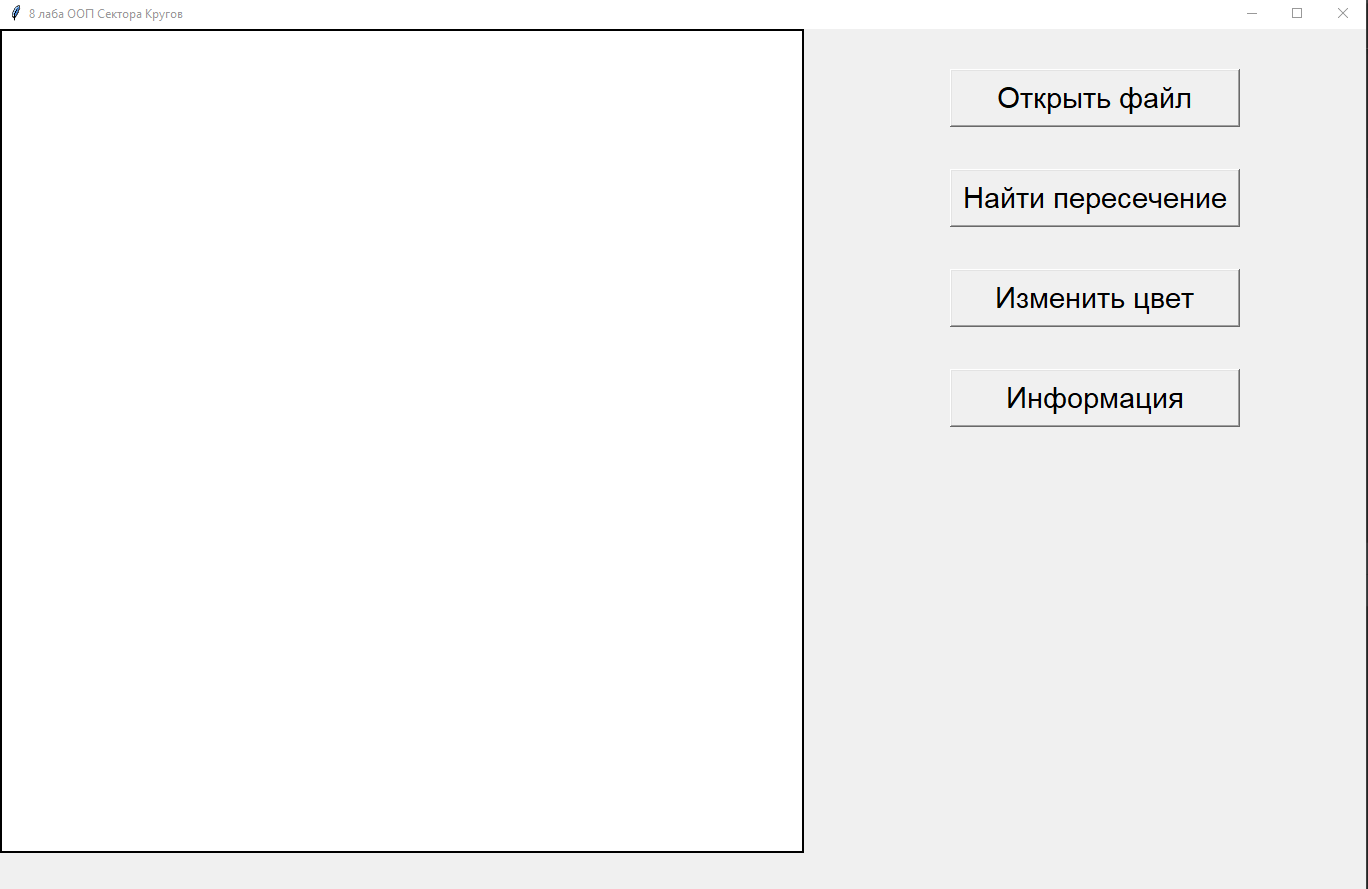 8 лаба ООП Сектора Кругов
Открыть файл
Найти пересечение
Изменить цвет
Информация